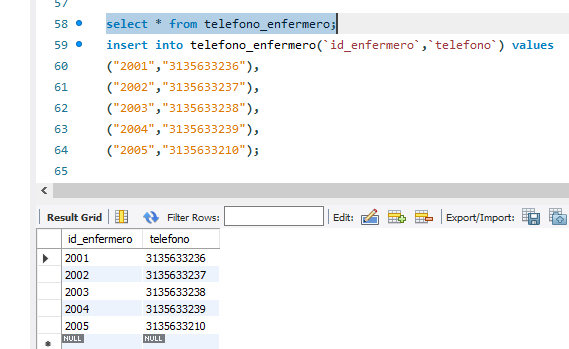 57
58 select * from telefono_enfermero;
59 insert into telefono_enfermero(`id_enfermero`,`telefono`) values
60 ("2001","3135633236"),
61 ("2002","3135633237"),
62 ("2003","3135633238"),
63 ("2004","3135633239"),
64 ("2005","3135633210");
65
Result Grid Filter Rows: Edit: Export/Import:
id_enfermero telefono
2001 3135633236
2002 3135633237
2003 3135633238
2004 3135633239
2005 3135633210
NULL NULL